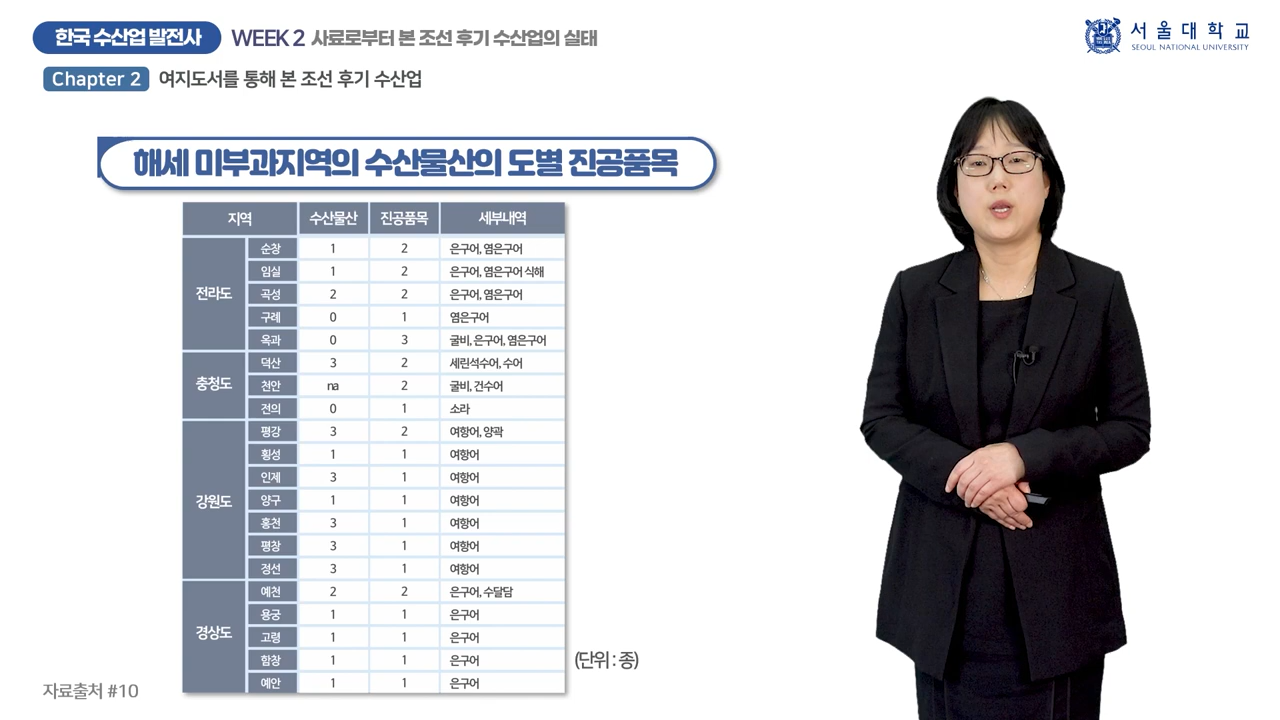 한국 수산업 발전사 WEEK 2 사료로부터 본 조선 후기 수산업의 실태
서울대학교
SEOUL NATIONAL UNIVERSITY
Chapter 2 여지도서를 통해 본 조선 후기 수산업
해세 미부과지역의 수산물산의 도별 진공품목
지역 수산물산 진공품목 세부내역
전라도 순창 1 2 은구어, 염은구어
임실 1 2 은구어, 염은구어 식해
곡성 2 2 은구어, 염은구어
구례 0 1 염은구어
옥과 0 3 굴비, 은구어, 염은구어
충청도 덕산 3 2 세린석수어, 수어
천안 na 2 굴비, 건수어
전의 0 1 소라
강원도 평강 3 2 여항어, 양곽
횡성 1 1 여항어
인제 3 1 여항어
양구 1 1 여항어
홍천 3 1 여항어
평창 3 1 여항어
정선 3 1 여항어
경상도 예천 2 2 은구어, 수달담
용궁 1 1 은구어
고령 1 1 은구어
함창 1 1 은구어
예안 1 1 은구어
(단위 : 종)
자료출처 #10